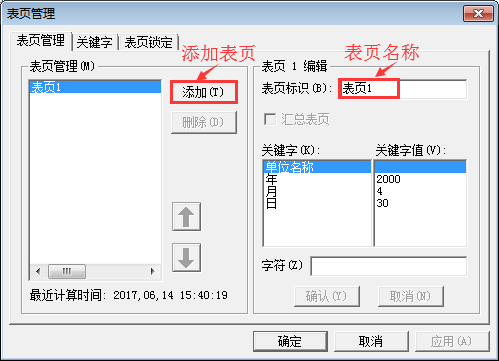 表页管理
表页管理 关键字 表页锁定
添加表页
表页名称
表页管理(M)
表页1
添加(T)
删除(D)
最近计算时间: 2017,06,14 15:40:19
表页 1 编辑
表页标识(B): 表页1
汇总表页
关键字(K): 关键字值(V):
单位名称
年 2000
月 4
日 30
字符(Z)
确认(Y) 取消(N)
确定 取消 应用(A)